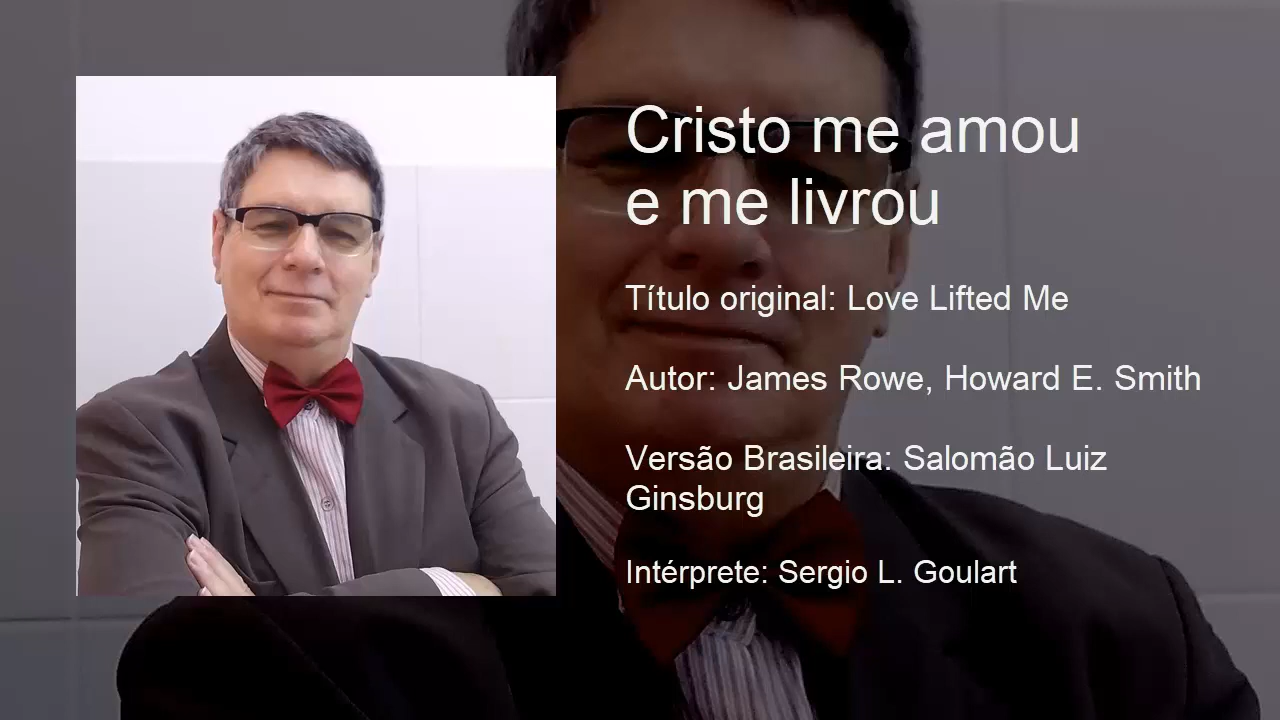 Cristo me amou
e me livrou
Título original: Love Lifted Me
Autor: James Rowe, Howard E. Smith
Versão Brasileira: Salomão Luiz
Ginsburg
Intérprete: Sergio L. Goulart